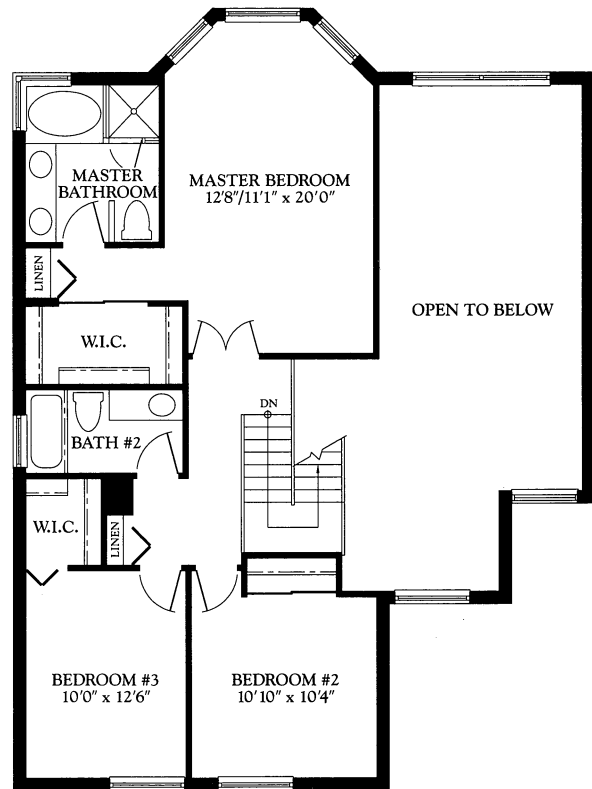 MASTER
BATHROOM
MASTER BEDROOM
12'8"/11'1" x 20'0"
LINEN
OPEN TO BELOW
W.I.C.
DN
BATH #2
W.I.C.
LINEN
BEDROOM #3
10'0" x 12'6"
BEDROOM #2
10'10" x 10'4"